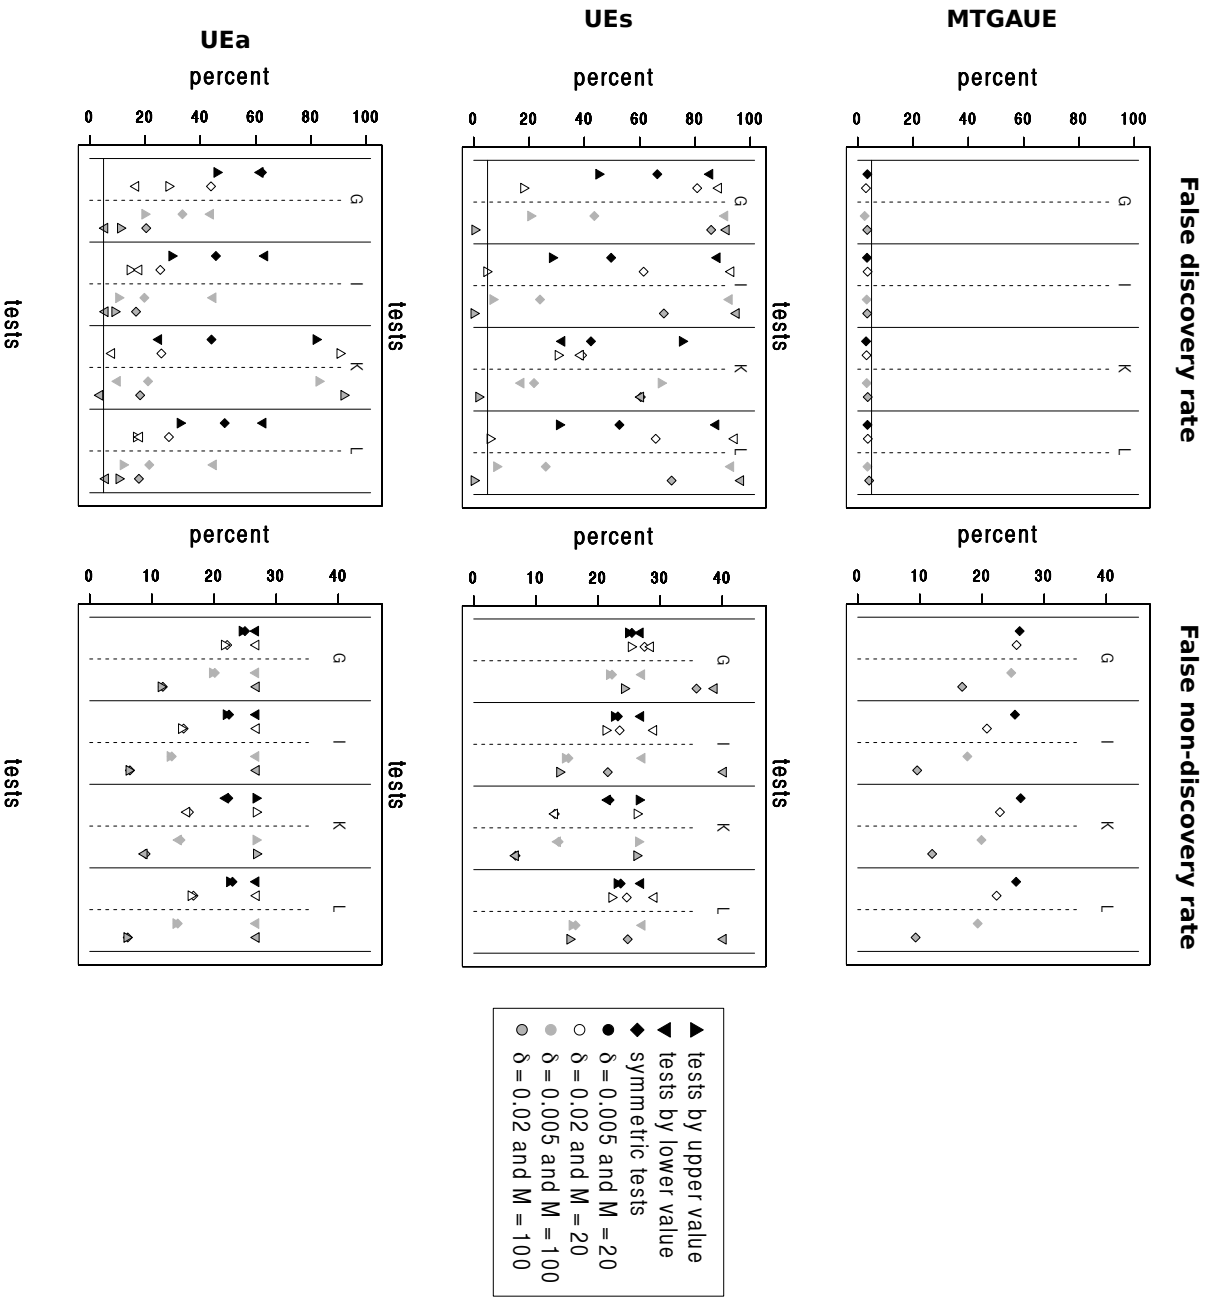 UEa
UEs
MTGAUE
percent
percent
percent
0 20 40 60 80 100
0 20 40 60 80 100
0 20 40 60 80 100
G
G
G
I
I
I
K
K
K
L
L
L
tests
tests
tests
False discovery rate
percent
percent
percent
0 10 20 30 40
0 10 20 30 40
0 10 20 30 40
G
G
G
I
I
I
K
K
K
L
L
L
tests
tests
tests
False non-discovery rate
tests by upper value
tests by lower value
symmetric tests
δ = 0.005 and M = 20
δ = 0.02 and M = 20
δ = 0.005 and M = 100
δ = 0.02 and M = 100